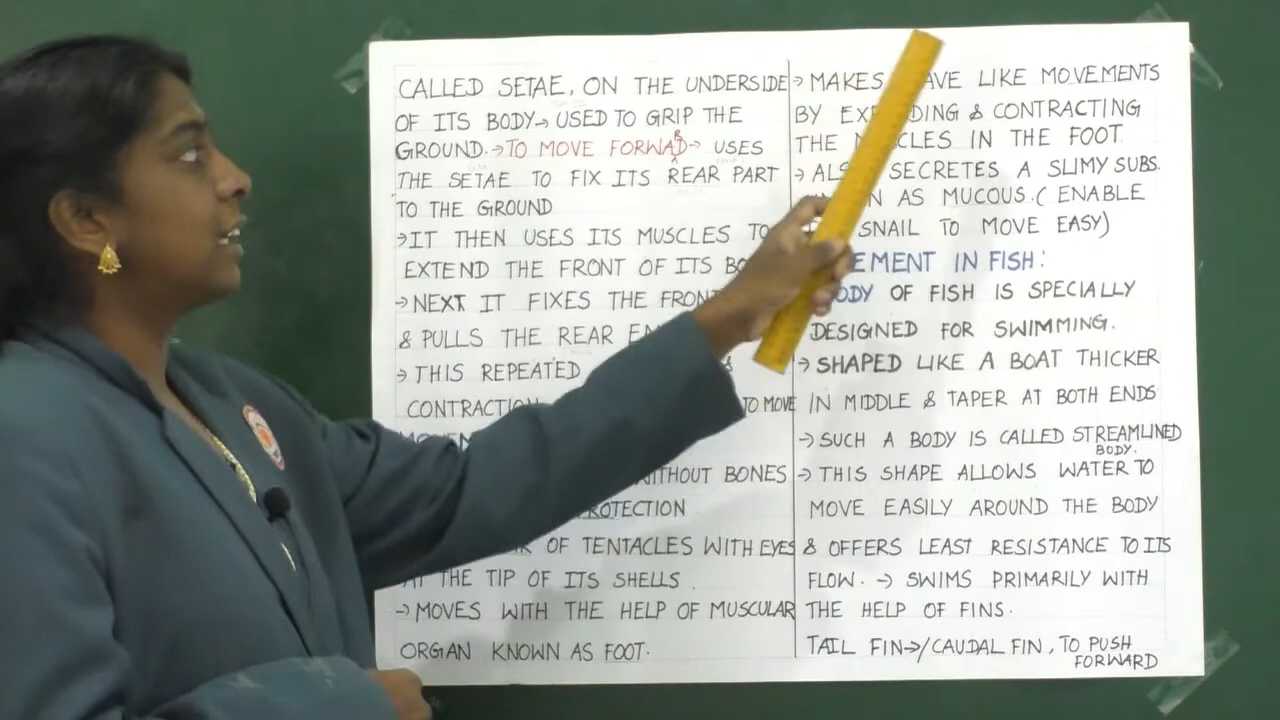 CALLED SETAE, ON THE UNDERSIDE
OF ITS BODY→ USED TO GRIP THE
GROUND.→TO MOVE FORWARD→ USES
THE SETAE TO FIX ITS REAR PART
TO THE GROUND
→IT THEN USES ITS MUSCLES TO
EXTEND THE FRONT OF ITS
→NEXT IT FIXES THE FRONT
& PULLS THE REAR
→ THIS REPEATED
CONTRACTION TO MOVE
WITHOUT BONES
PROTECTION
OF TENTACLES WITH EYES
AT THE TIP OF ITS SHELLS.
→ MOVES WITH THE HELP OF MUSCULAR
ORGAN KNOWN AS FOOT.
→ MAKES LIKE MOVEMENTS
BY & CONTRACTING
THE IN THE FOOT.
→ SECRETES A SLIMY SUBS.
AS MUCOUS.( ENABLE
SNAIL TO MOVE EASY)
IN FISH:
BODY OF FISH IS SPECIALLY
DESIGNED FOR SWIMMING.
→ SHAPED LIKE A BOAT THICKER
IN MIDDLE & TAPER AT BOTH ENDS
→ SUCH A BODY IS CALLED STREAMLINED
BODY.
→ THIS SHAPE ALLOWS WATER TO
MOVE EASILY AROUND THE BODY
& OFFERS LEAST RESISTANCE TO ITS
FLOW. → SWIMS PRIMARILY WITH
THE HELP OF FINS.
TAIL FIN→/CAUDAL FIN, TO PUSH
FORWARD